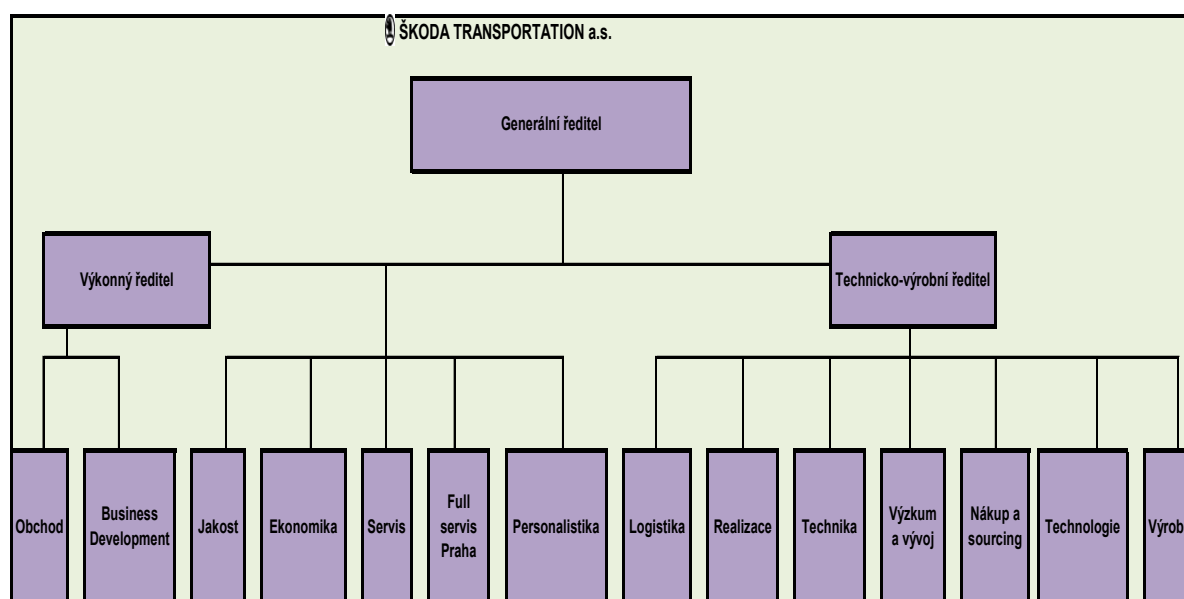 ŠKODA TRANSPORTATION a.s.
Generální ředitel
Výkonný ředitel
Technicko-výrobní ředitel
Obchod
Business
Development
Jakost
Ekonomika
Servis
Full
servis
Praha
Personalistika
Logistika
Realizace
Technika
Výzkum
a vývoj
Nákup a
sourcing
Technologie
Výrob